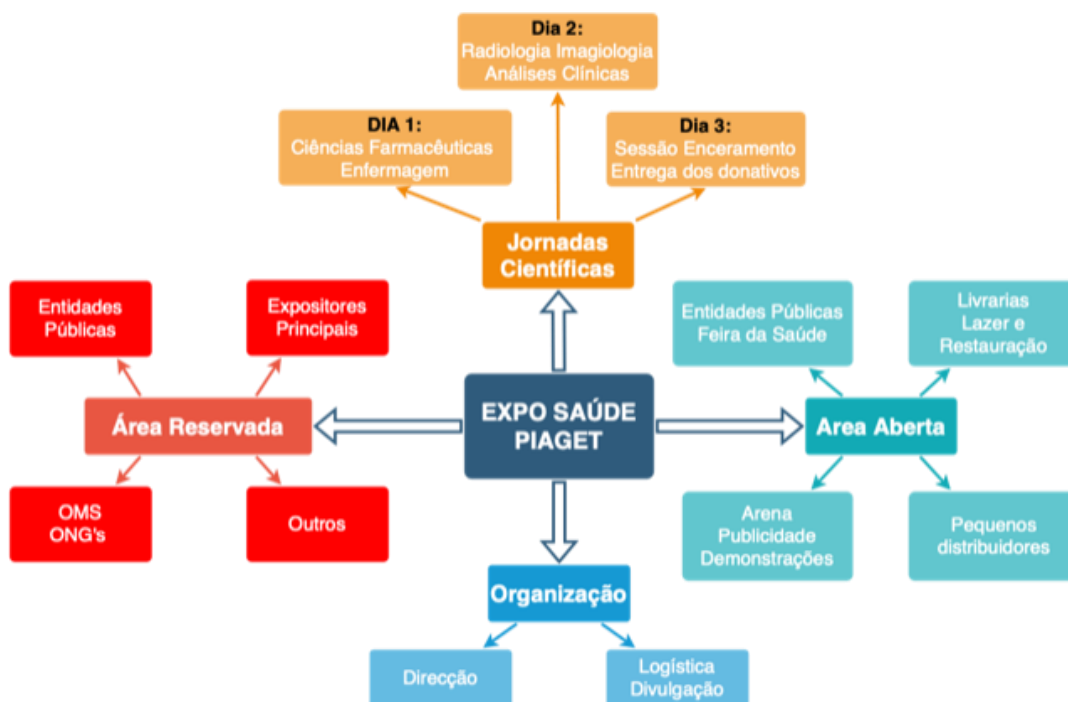 Dia 2:
Radiologia Imagiologia
Análises Clínicas
DIA 1:
Ciências Farmacêuticas
Enfermagem
Dia 3:
Sessão Enceramento
Entrega dos donativos
Jornadas
Científicas
Entidades
Públicas
Expositores
Principais
Entidades Públicas
Feira da Saúde
Livrarias
Lazer e
Restauração
Área Reservada
EXPO SAÚDE
PIAGET
Area Aberta
OMS
ONG's
Outros
Arena
Publicidade
Demonstrações
Pequenos
distribuidores
Organização
Direcção
Logística
Divulgação